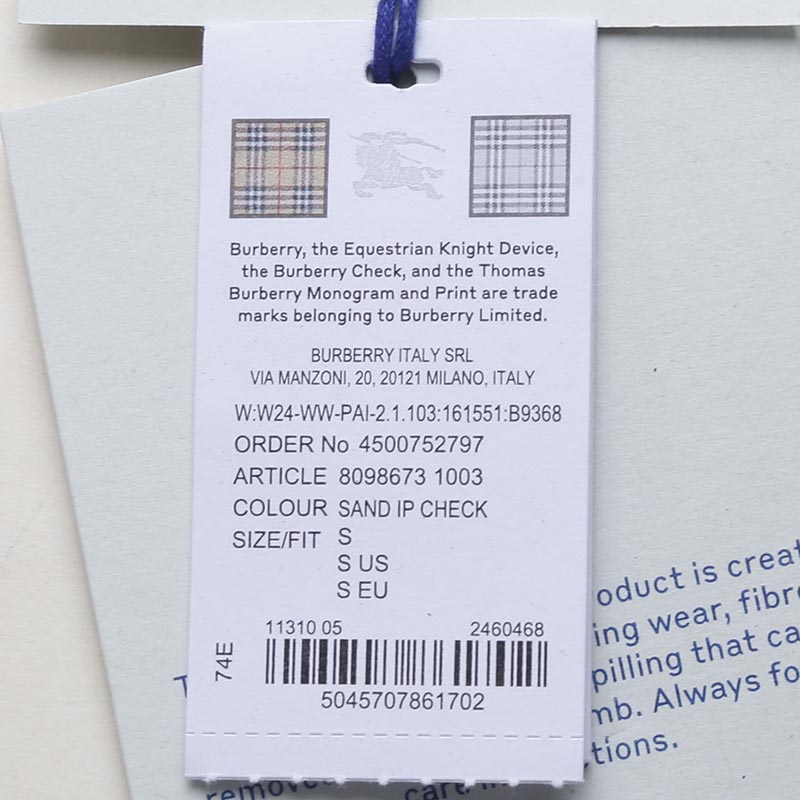 Burberry, the Equestrian Knight Device,
the Burberry Check, and the Thomas
Burberry Monogram and Print are trade
marks belonging to Burberry Limited.
BURBERRY ITALY SRL
VIA MANZONI, 20, 20121 MILANO, ITALY
W:W24-WW-PAI-2.1.103:161551:B9368
ORDER No 4500752797
ARTICLE 8098673 1003
COLOUR SAND IP CHECK
SIZE/FIT S
S US
S EU
11310 05 2460468
74E
5045707861702
oduct is creat
ing wear, fibre
pilling that ca
mb. Always fo
tions.
T
remove
care